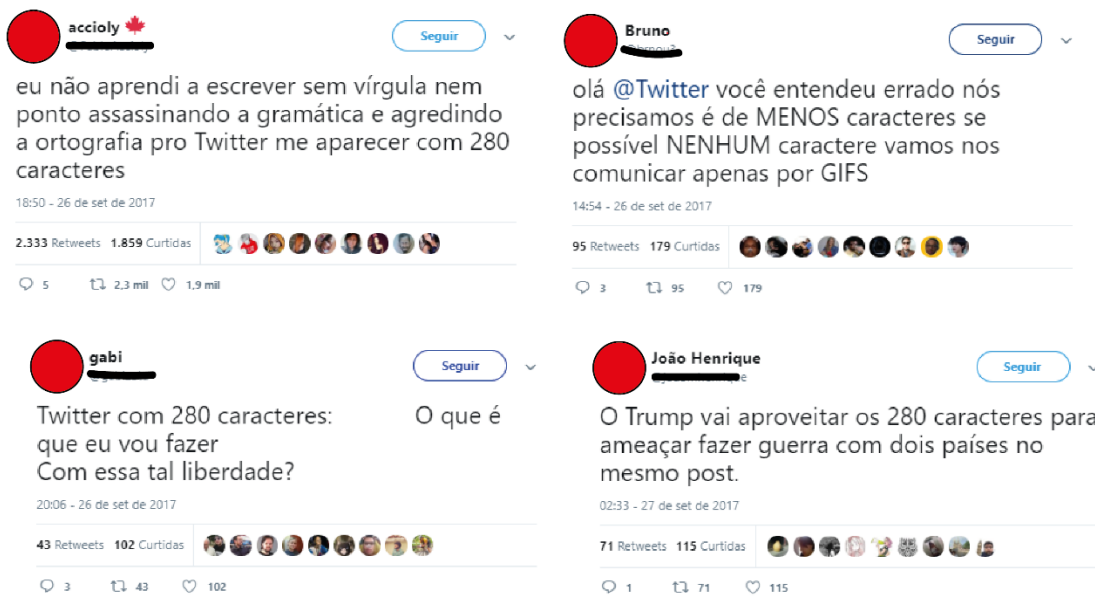 accioly
Seguir
eu não aprendi a escrever sem vírgula nem
ponto assassinando a gramática e agredindo
a ortografia pro Twitter me aparecer com 280
caracteres
18:50 - 26 de set de 2017
2.333 Retweets 1.859 Curtidas
5 2,3 mil 1,9 mil
Bruno
Seguir
olá @Twitter você entendeu errado nós
precisamos é de MENOS caracteres se
possível NENHUM caractere vamos nos
comunicar apenas por GIFS
14:54 - 26 de set de 2017
95 Retweets 179 Curtidas
3 95 179
gabi
Seguir
Twitter com 280 caracteres: O que é
que eu vou fazer
Com essa tal liberdade?
20:06 - 26 de set de 2017
43 Retweets 102 Curtidas
3 43 102
João Henrique
Seguir
O Trump vai aproveitar os 280 caracteres para
ameaçar fazer guerra com dois países no
mesmo post.
02:33 - 27 de set de 2017
71 Retweets 115 Curtidas
1 71 115